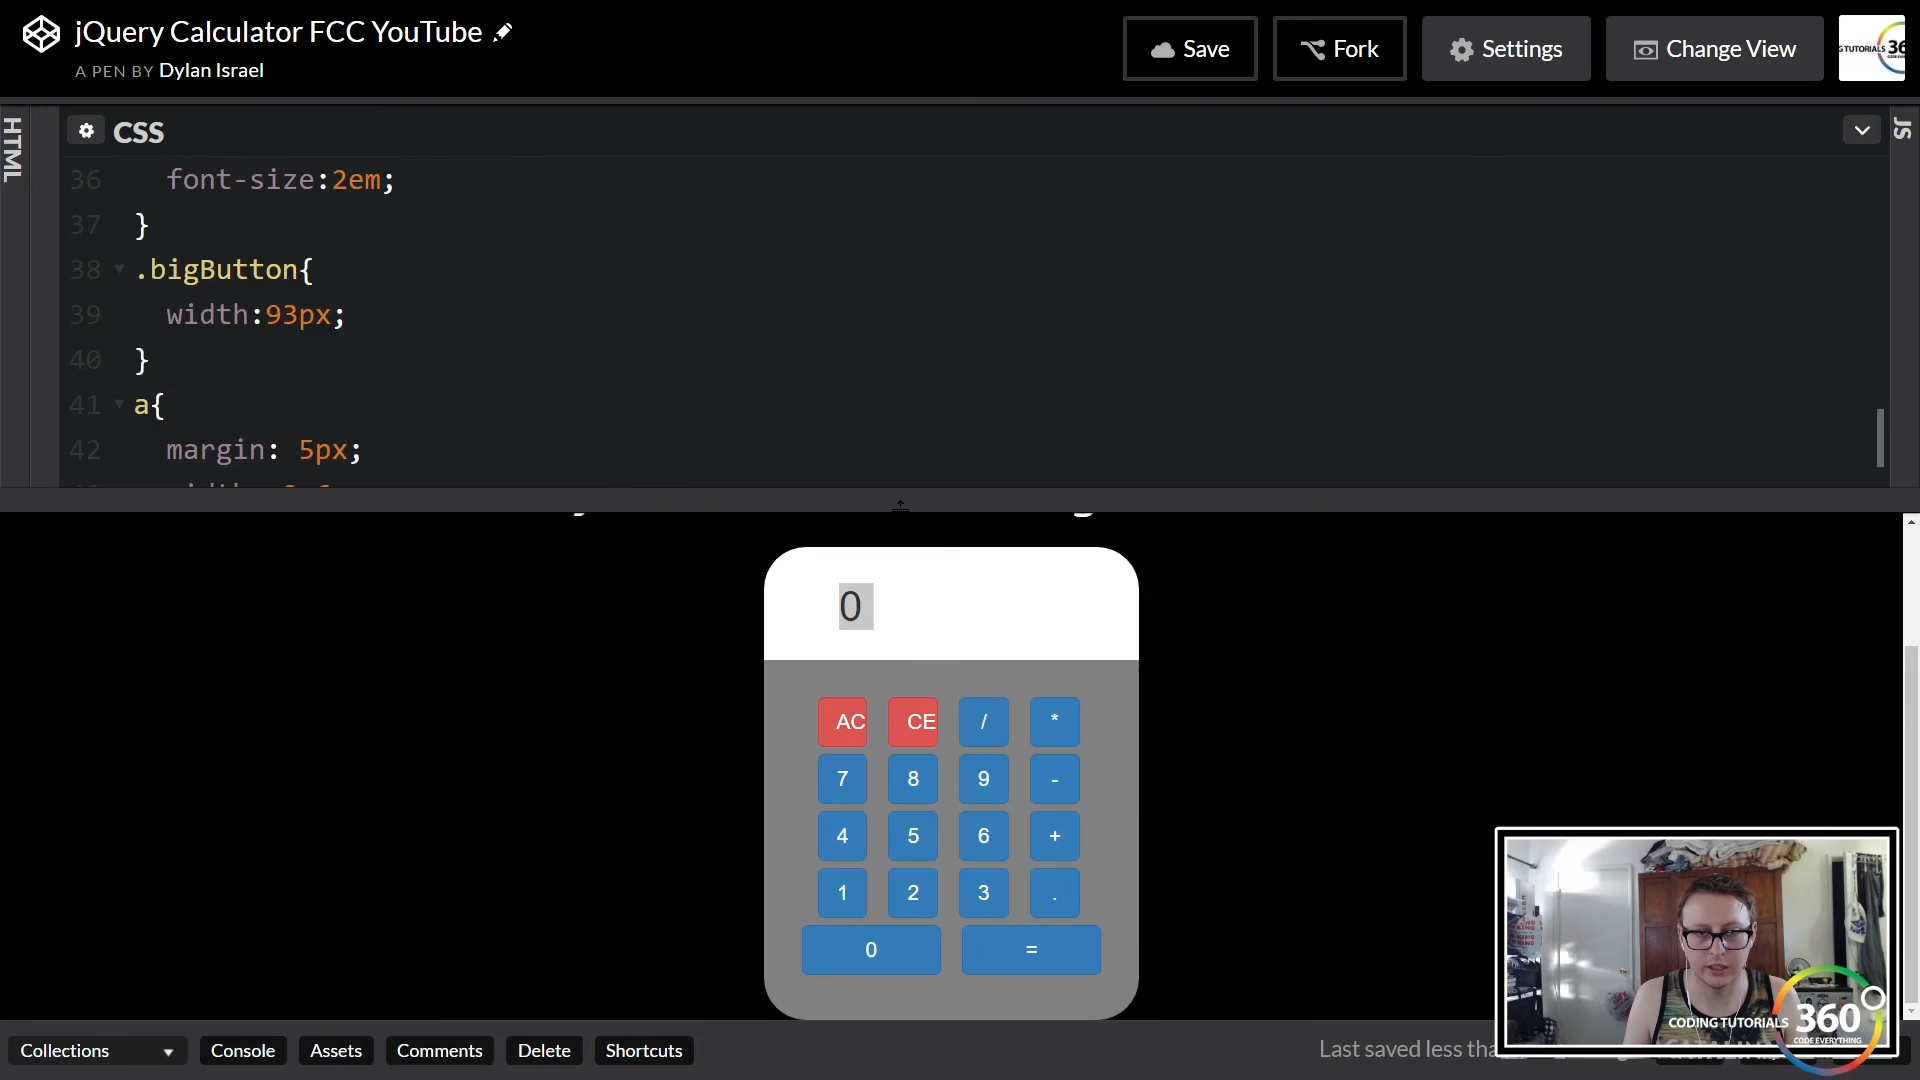 jQuery Calculator FCC YouTube
A PEN BY Dylan Israel
Save
Fork
Settings
Change View
G TUTORIALS 36
HTML
CSS
JS
36 font-size:2em;
37 }
38 .bigButton{
39 width:93px;
40 }
41 a{
42 margin: 5px;
0
AC CE / *
7 8 9 -
4 5 6 +
1 2 3 .
0 =
CODING TUTORIALS 360
CODE EVERYTHING
Collections
Console
Assets
Comments
Delete
Shortcuts
Last saved less tha